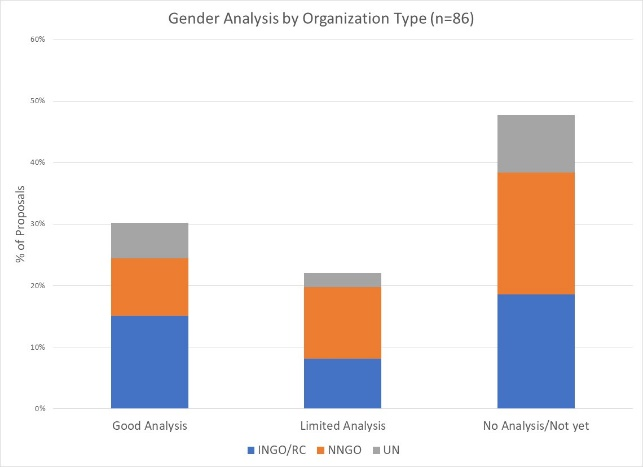 Gender Analysis by Organization Type (n=86)
60%
50%
40%
30%
20%
10%
0%
% of Proposals
Good Analysis
Limited Analysis
No Analysis/Not yet
INGO/RC
NNGO
UN